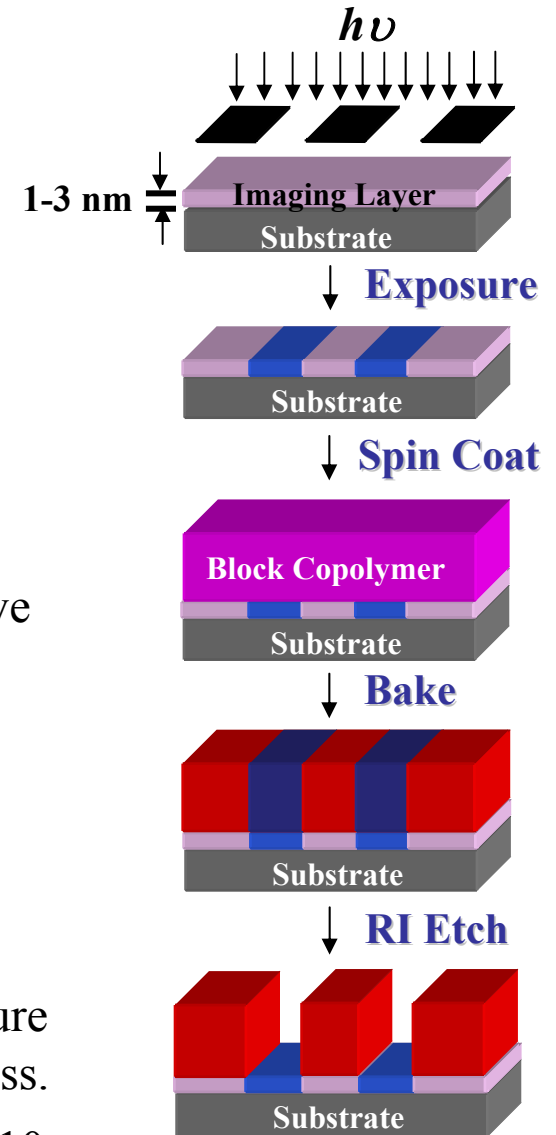 hυ
1-3 nm
Imaging Layer
Substrate
Exposure
Substrate
Spin Coat
Block Copolymer
Substrate
Bake
Substrate
RI Etch
Substrate